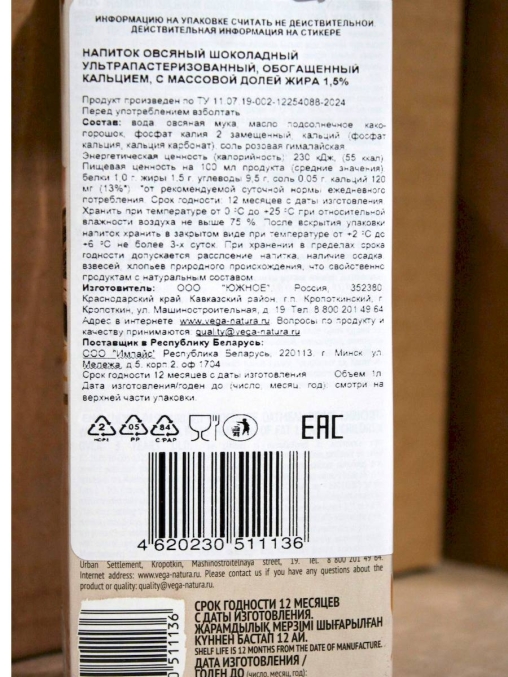 ИНФОРМАЦИЮ НА УПАКОВКЕ СЧИТАТЬ НЕ ДЕЙСТВИТЕЛЬНОЙ
ДЕЙСТВИТЕЛЬНАЯ ИНФОРМАЦИЯ НА СТИКЕРЕ
НАПИТОК ОВСЯНЫЙ ШОКОЛАДНЫЙ
УЛЬТРАПАСТЕРИЗОВАННЫЙ, ОБОГАЩЕННЫЙ
КАЛЬЦИЕМ, С МАССОВОЙ ДОЛЕЙ ЖИРА 1,5%
Продукт произведен по ТУ 11.07.19-002-12254088-2024
Перед употреблением взболтать
Состав: вода, овсяная мука, масло подсолнечное, какао-
порошок, фосфат калия 2 замещенный, кальций (фосфат
кальция, кальция карбонат), соль розовая гималайская
Энергетическая ценность (калорийность): 230 кДж, (55 ккал)
Пищевая ценность на 100 мл продукта (средние значения)
белки 1,0 г. жиры 1,5 г. углеводы 9,5 г. соль 0,05 г. кальций 120
мг (13%*) *от рекомендуемой суточной нормы ежедневного
потребления. Срок годности: 12 месяцев с даты изготовления
Хранить при температуре от 0 °С до +25 °С при относительной
влажности воздуха не выше 75 %. После вскрытия упаковки
напиток хранить в закрытом виде при температуре от +2 °С до
+6 °С не более 3-х суток. При хранении в пределах срока
годности допускается расслоение напитка, наличие осадка,
взвесей, хлопьев природного происхождения, что свойственно
продуктам с натуральным составом.
Изготовитель: ООО "ЮЖНОЕ". Россия, 352380
Краснодарский край, Кавказский район, г.п. Кропоткинский, г
Кропоткин, ул. Машиностроительная, д. 19. Тел. 8 800 201 49 64
Адрес в интернете: www.vega-natura.ru Вопросы по продукту и
качеству принимаются: quality@vega-natura.ru
Поставщик в Республику Беларусь:
ООО "Имлайс" Республика Беларусь, 220113, г. Минск ул
Мележа, д.5, корп.2, оф 1704
Срок годности 12 месяцев с даты изготовления Объем 1л
Дата изготовления/годен до (число, месяц, год): смотри на
верхней части упаковки.
2 05 84
PP C/PAP
EAC
4 620230 511136
Urban Settlement, Kropotkin, Mashinostroitelnaya street, 19. Tel. 8 800 201 49 64.
Internet address: www.vega-natura.ru. Please contact us if you have any questions about the
product or quality: quality@vega-natura.ru
0 511136
СРОК ГОДНОСТИ 12 МЕСЯЦЕВ
С ДАТЫ ИЗГОТОВЛЕНИЯ.
ЖАРАМДЫЛЫҚ МЕРЗІМІ ШЫҒАРЫЛҒАН
КҮННЕН БАСТАП 12 АЙ.
SHELF LIFE IS 12 MONTHS FROM THE DATE OF MANUFACTURE.
ДАТА ИЗГОТОВЛЕНИЯ /
ГОДЕН ДО (число, месяц, год):